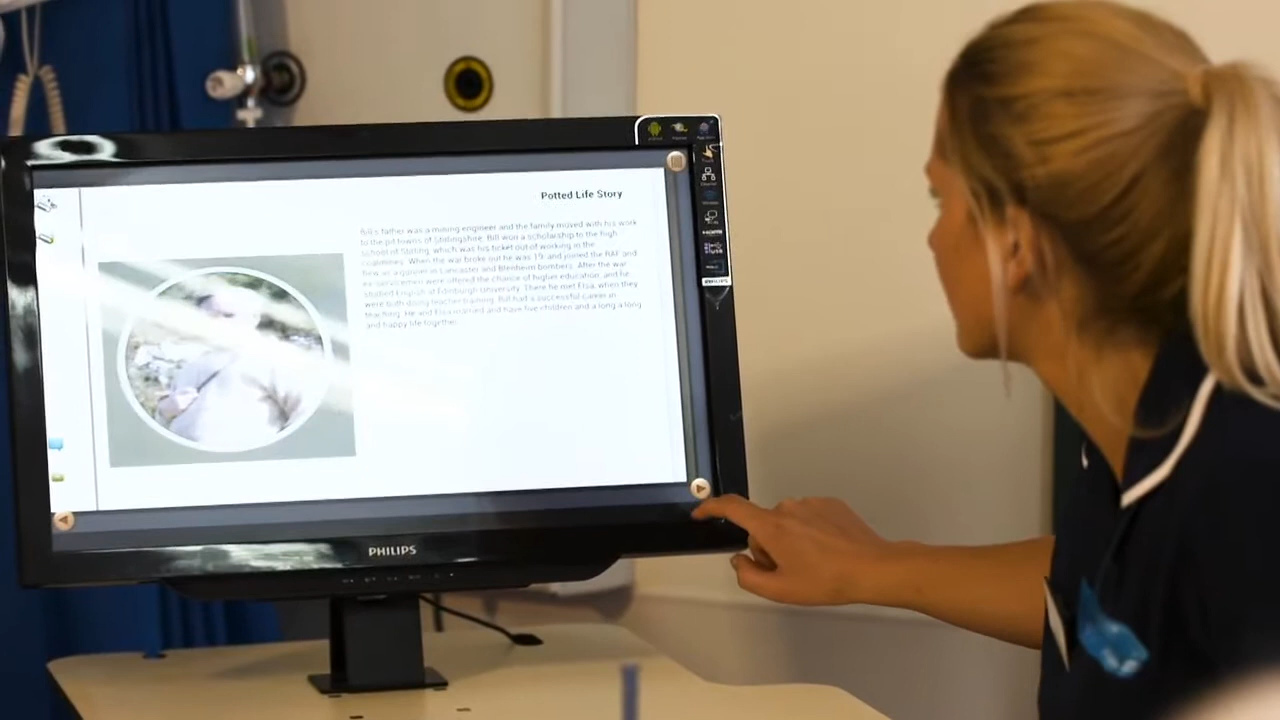 Potted Life Story
Bill's father was a mining engineer and the family moved with his work
to the pit towns of Stirlingshire. Bill won a scholarship to the high
school of Stirling, which was his ticket out of working in the
coalmines. When the war broke out he was 19, and joined the RAF and
flew as a gunner in Lancaster and Blenheim bombers. After the war
ex-servicemen were offered the chance of higher education, and he
studied English at Edinburgh University. There he met Elsa, when they
were both doing teacher training. Bill had a successful career in
teaching. He and Elsa married and have five children and a long a long
and happy life together.
PHILIPS
HDMI
USB
PHILIPS